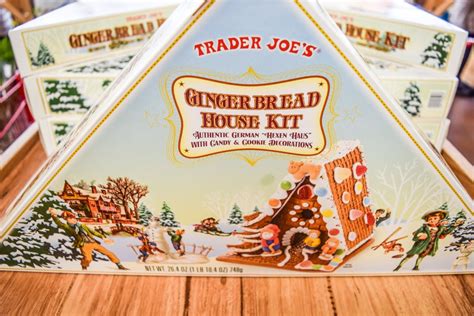 TRADER JOE'S
GINGERBREAD
HOUSE KIT
AUTHENTIC GERMAN "HEXEN HAUS"
WITH CANDY & COOKIE DECORATIONS
NET WT 26.4 OZ (1 LB 10.4 OZ) 748g
GINGERBREAD
HOUSE KIT